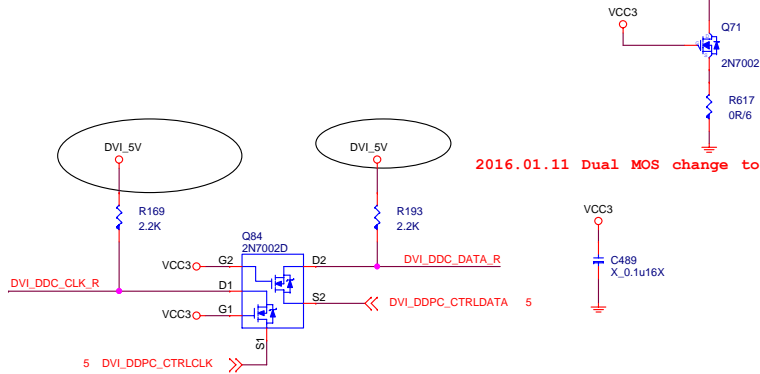 VCC3
Q71
2N7002
R617
0R/6
DVI_5V
DVI_5V
2016.01.11 Dual MOS change to
R169
2.2K
R193
2.2K
VCC3
C489
X_0.1u16X
Q84
2N7002D
VCC3
G2
D2
DVI_DDC_DATA_R
DVI_DDC_CLK_R
D1
S2
DVI_DDPC_CTRLDATA 5
VCC3
G1
S1
5 DVI_DDPC_CTRLCLK